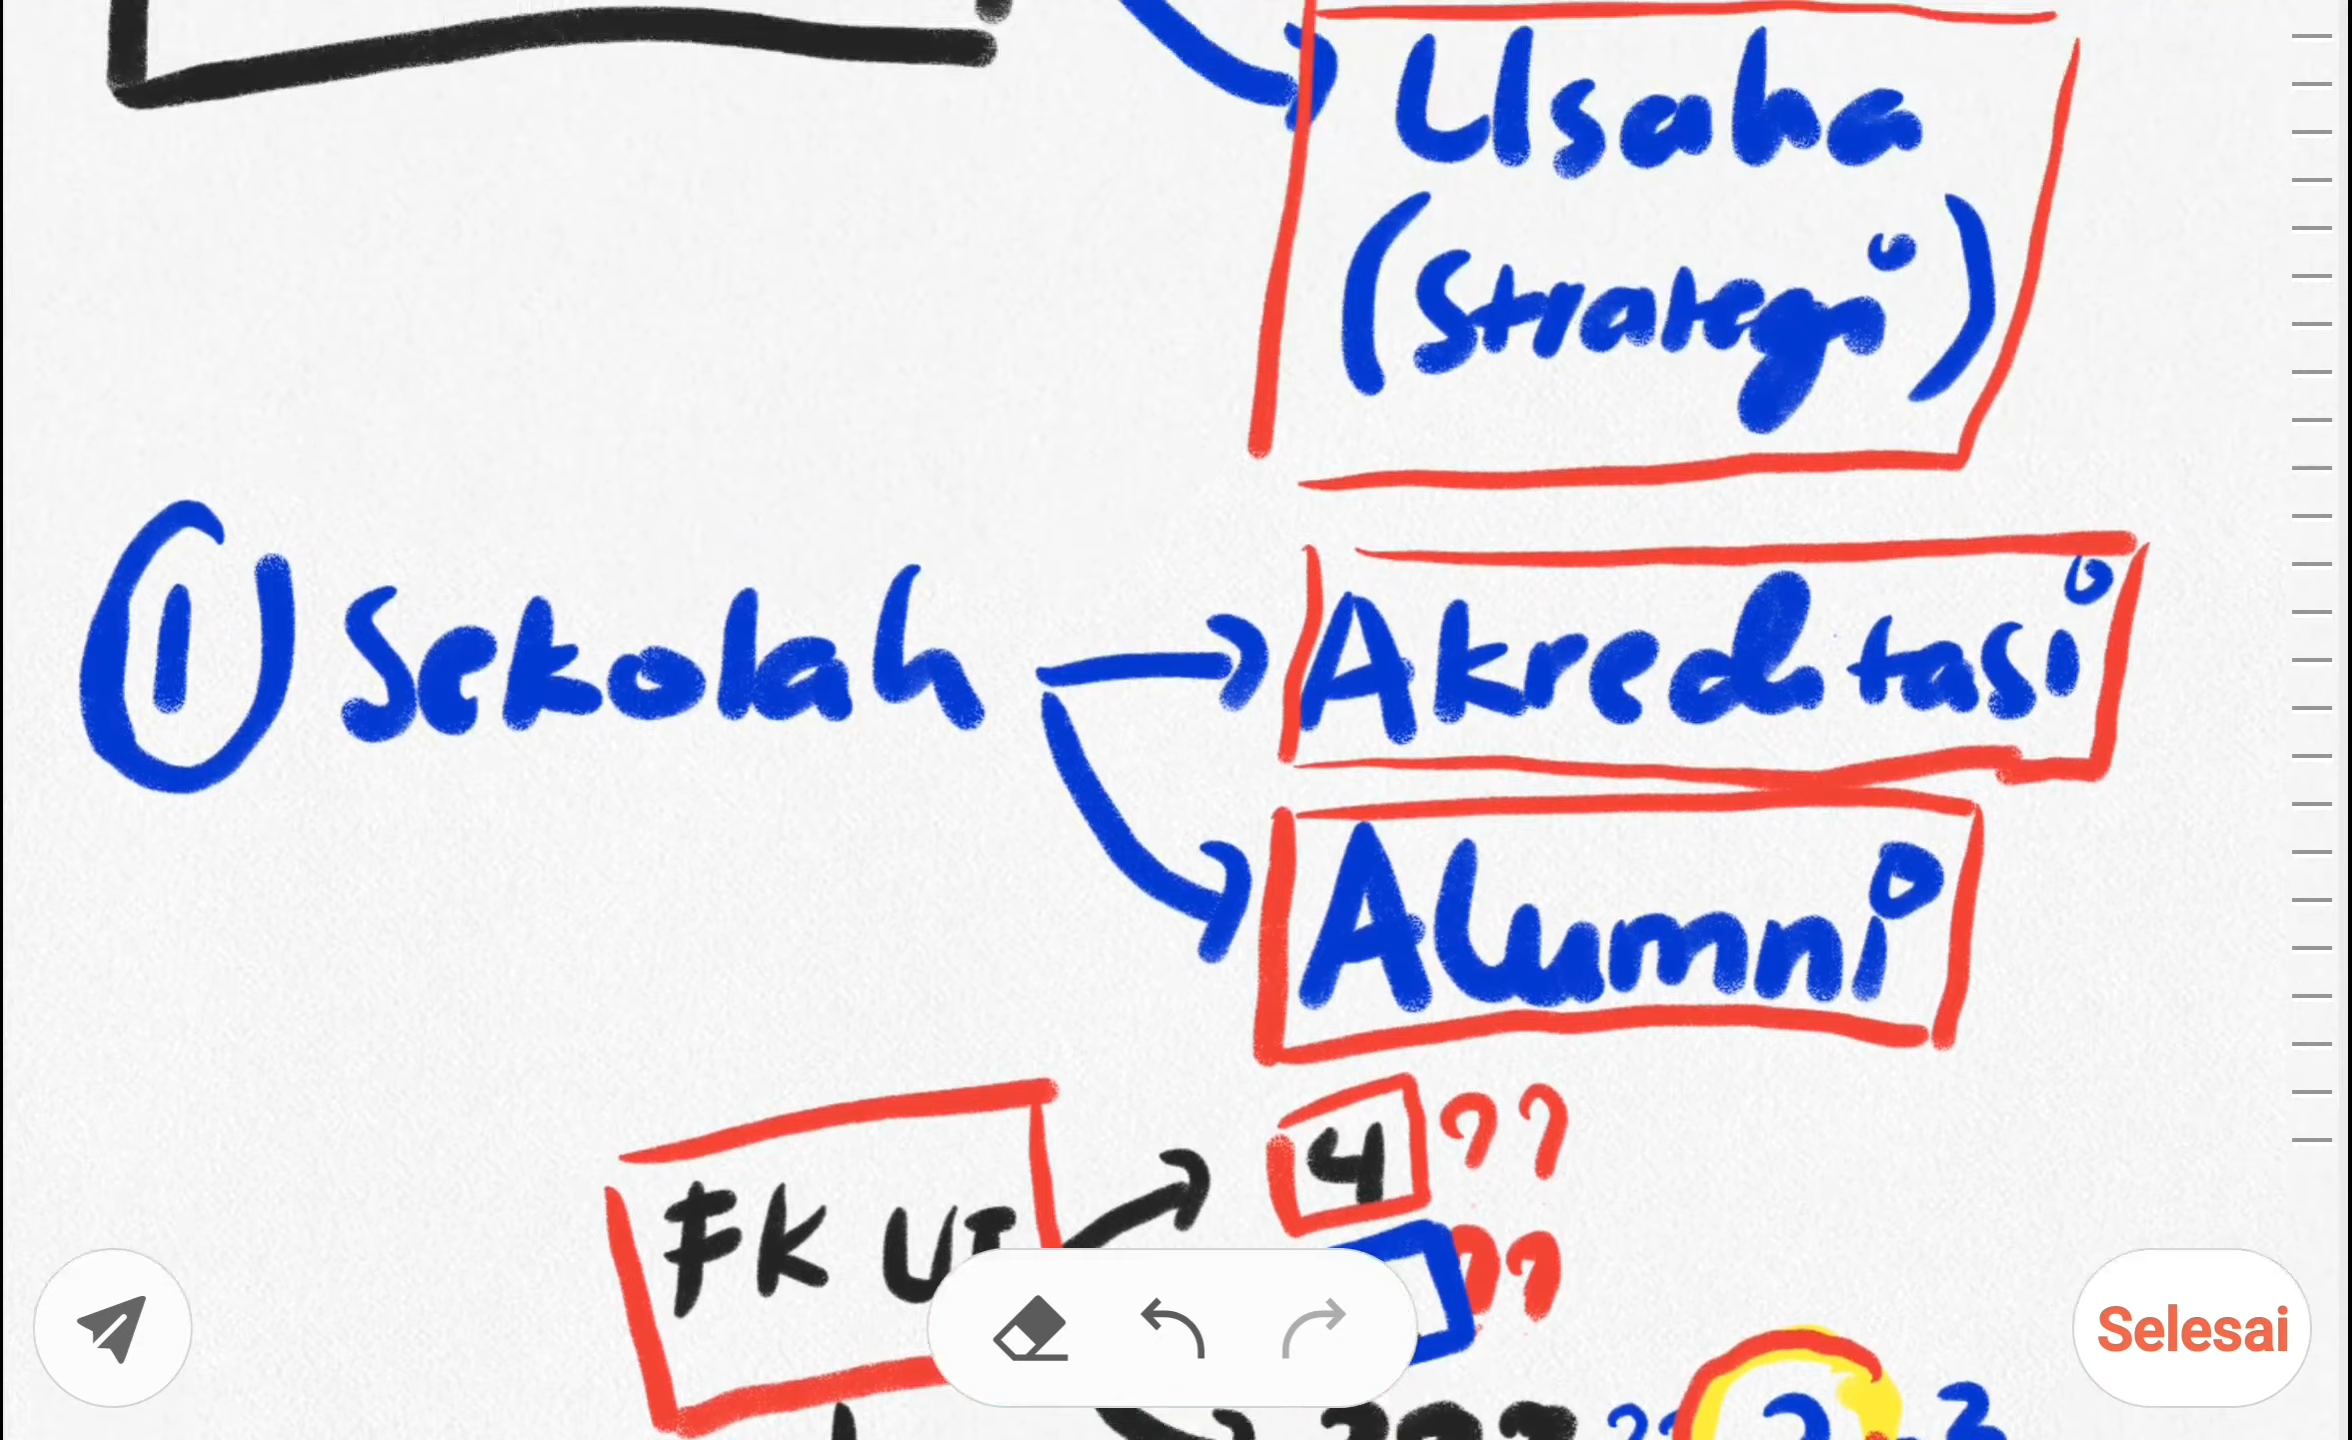 Usaha
(Strategi)
① Sekolah → Akreditasi
Alumni
FK UI → 4 ??
??
Selesai